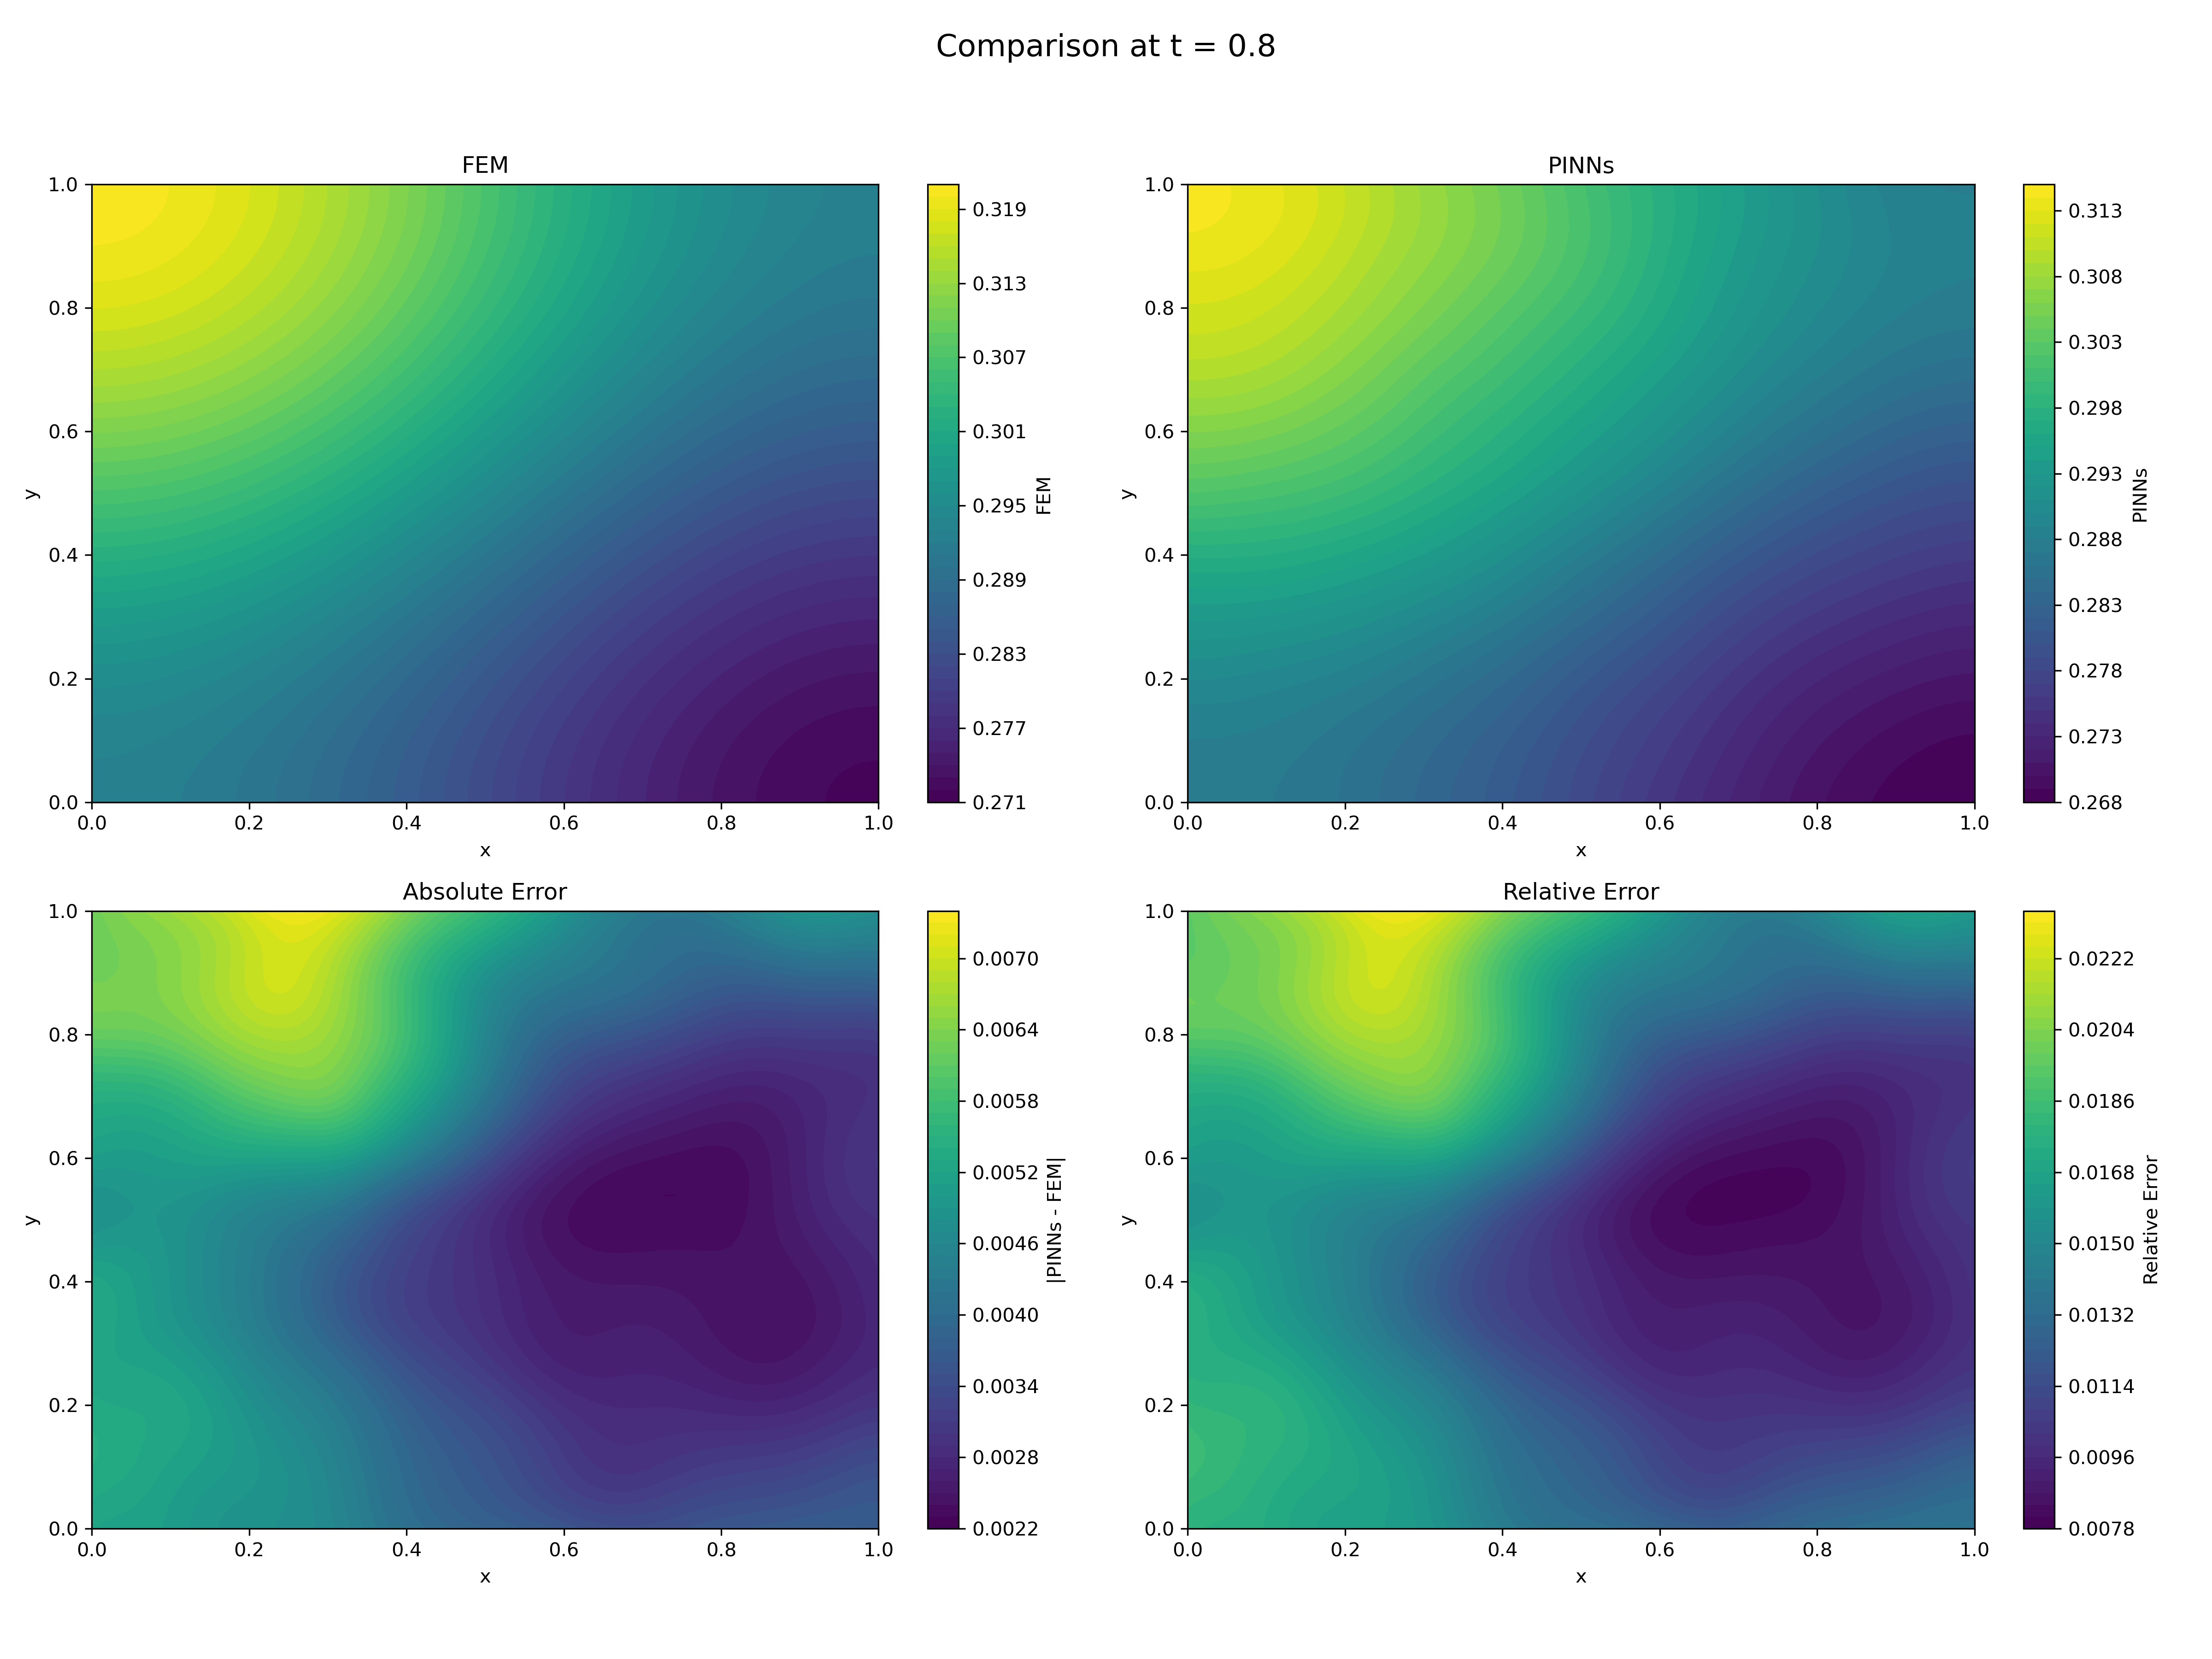 Comparison at t = 0.8
FEM
1.0
0.8
0.6
0.4
0.2
0.0
y
0.0 0.2 0.4 0.6 0.8 1.0
x
0.319
0.313
0.307
0.301
0.295
0.289
0.283
0.277
0.271
FEM
PINNs
1.0
0.8
0.6
0.4
0.2
0.0
y
0.0 0.2 0.4 0.6 0.8 1.0
x
0.313
0.308
0.303
0.298
0.293
0.288
0.283
0.278
0.273
0.268
PINNs
Absolute Error
1.0
0.8
0.6
0.4
0.2
0.0
y
0.0 0.2 0.4 0.6 0.8 1.0
x
0.0070
0.0064
0.0058
0.0052
0.0046
0.0040
0.0034
0.0028
0.0022
|PINNs - FEM|
Relative Error
1.0
0.8
0.6
0.4
0.2
0.0
y
0.0 0.2 0.4 0.6 0.8 1.0
x
0.0222
0.0204
0.0186
0.0168
0.0150
0.0132
0.0114
0.0096
0.0078
Relative Error